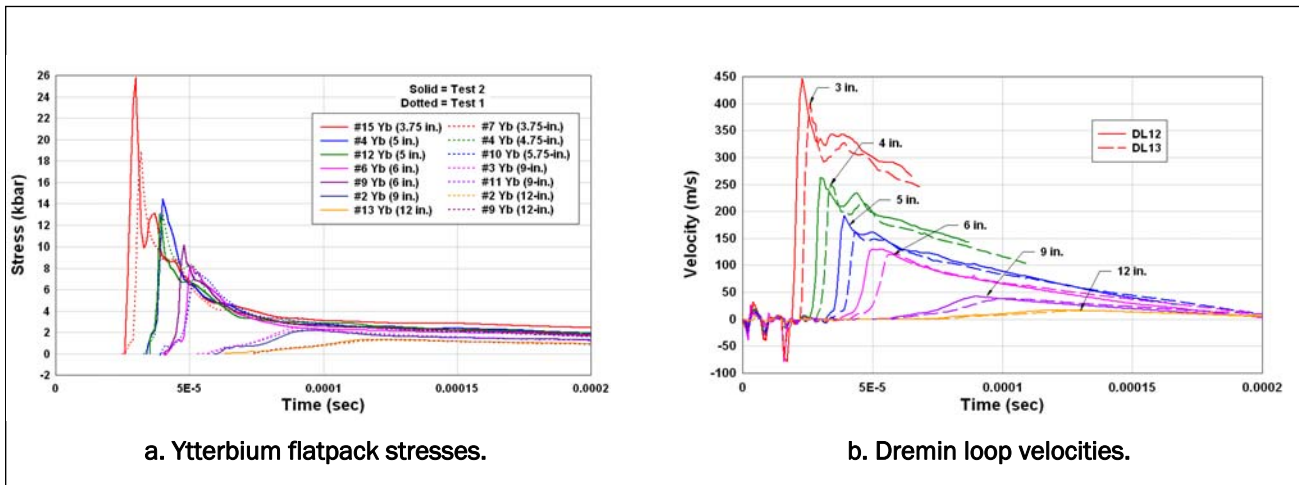 26
24
22
20
18
16
14
12
10
8
6
4
2
0
-2
Stress (kbar)
Solid = Test 2
Dotted = Test 1
#15 Yb (3.75 in.)
#4 Yb (5 in.)
#12 Yb (5 in.)
#6 Yb (6 in.)
#9 Yb (6 in.)
#2 Yb (9 in.)
#13 Yb (12 in.)
#7 Yb (3.75-in.)
#4 Yb (4.75-in.)
#10 Yb (5.75-in.)
#3 Yb (9-in.)
#11 Yb (9-in.)
#2 Yb (12-in.)
#9 Yb (12-in.)
0
5E-5
0.0001
0.00015
0.0002
Time (sec)
a. Ytterbium flatpack stresses.
450
400
350
300
250
200
150
100
50
0
-50
-100
Velocity (m/s)
3 in.
4 in.
5 in.
6 in.
9 in.
12 in.
DL12
DL13
0
5E-5
0.0001
0.00015
0.0002
Time (sec)
b. Dremin loop velocities.